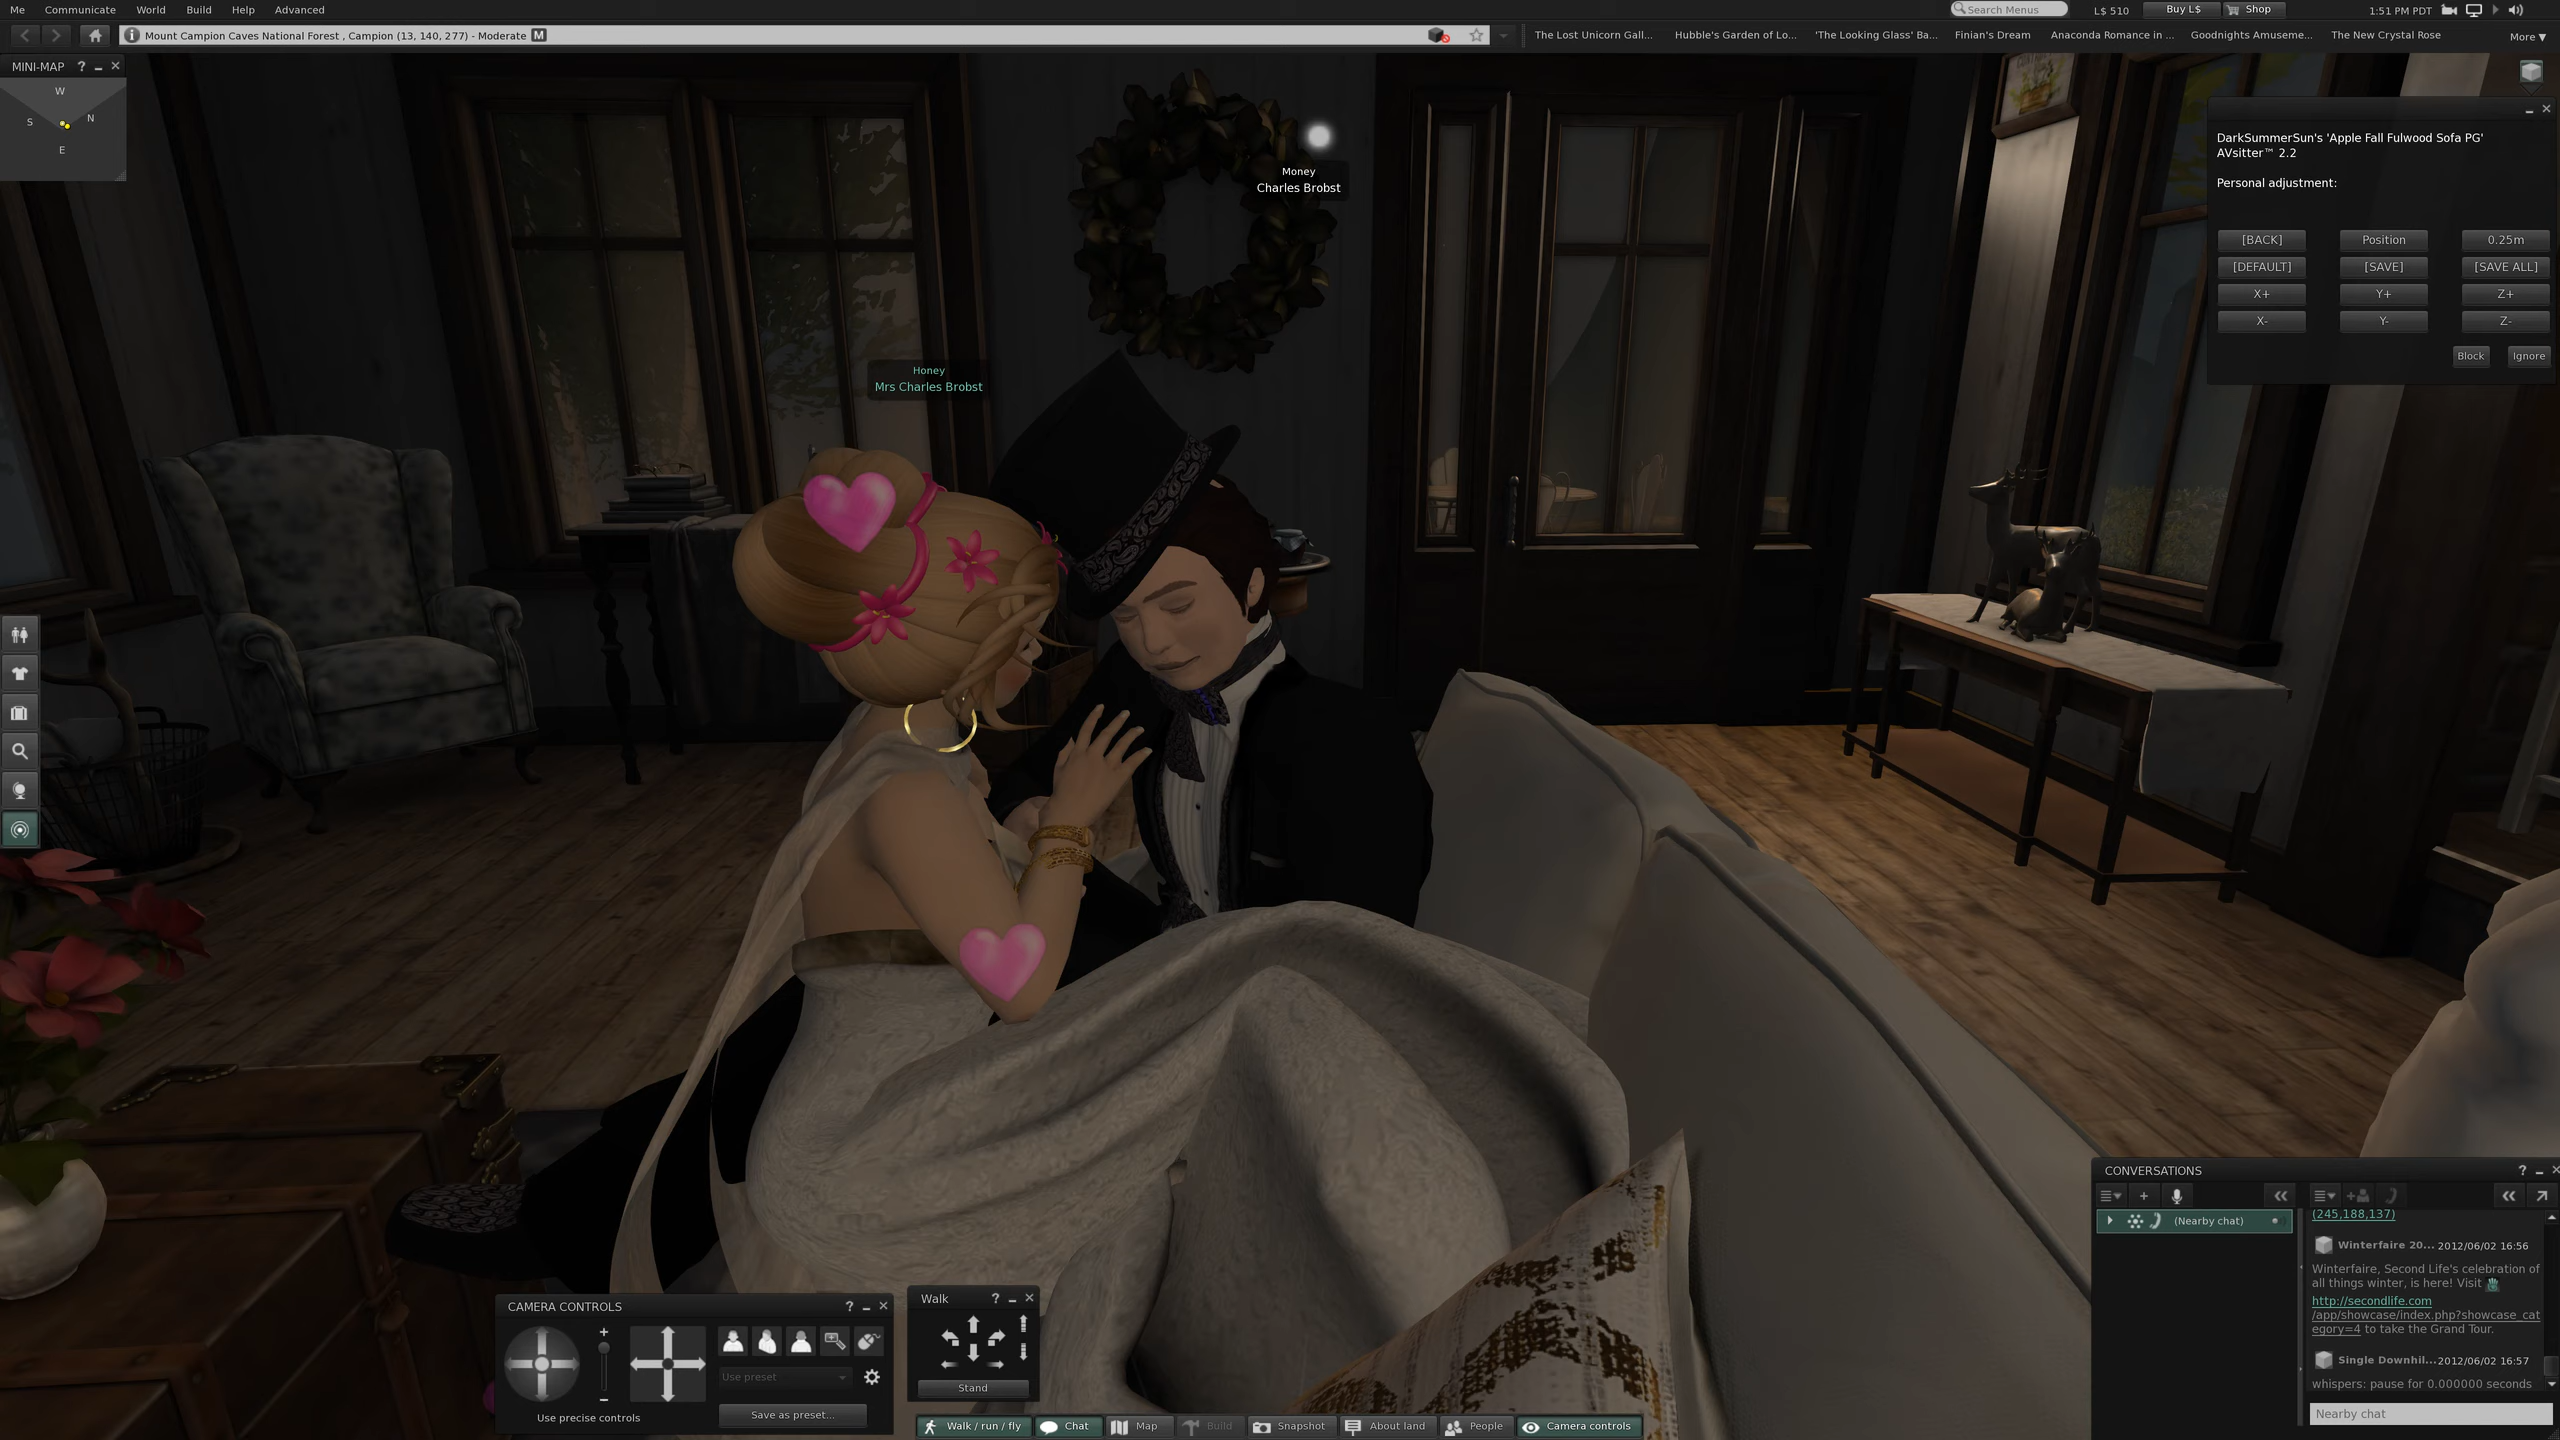 Me Communicate World Build Help Advanced
Search Menus L$ 510 Buy L$ Shop 1:51 PM PDT
Mount Campion Caves National Forest , Campion (13, 140, 277) - Moderate M
The Lost Unicorn Gall... Hubble's Garden of Lo... 'The Looking Glass' Ba... Finian's Dream Anaconda Romance in ... Goodnights Amuseme... The New Crystal Rose More ▼
MINI-MAP ?
W
S N
E
Money
Charles Brobst
Honey
Mrs Charles Brobst
DarkSummerSun's 'Apple Fall Fulwood Sofa PG'
AVsitter™ 2.2
Personal adjustment:
[BACK] Position 0.25m
[DEFAULT] [SAVE] [SAVE ALL]
X+ Y+ Z+
X- Y- Z-
Block Ignore
CONVERSATIONS ?
(Nearby chat)
(245,188,137)
Winterfaire 20... 2012/06/02 16:56
Winterfaire, Second Life's celebration of
all things winter, is here! Visit
http://secondlife.com
/app/showcase/index.php?showcase_cat
egory=4 to take the Grand Tour.
Single Downhil... 2012/06/02 16:57
whispers: pause for 0.000000 seconds
Nearby chat
CAMERA CONTROLS ?
Use preset
Use precise controls
Save as preset...
Walk ?
Stand
Walk / run / fly Chat Map Build Snapshot About land People Camera controls